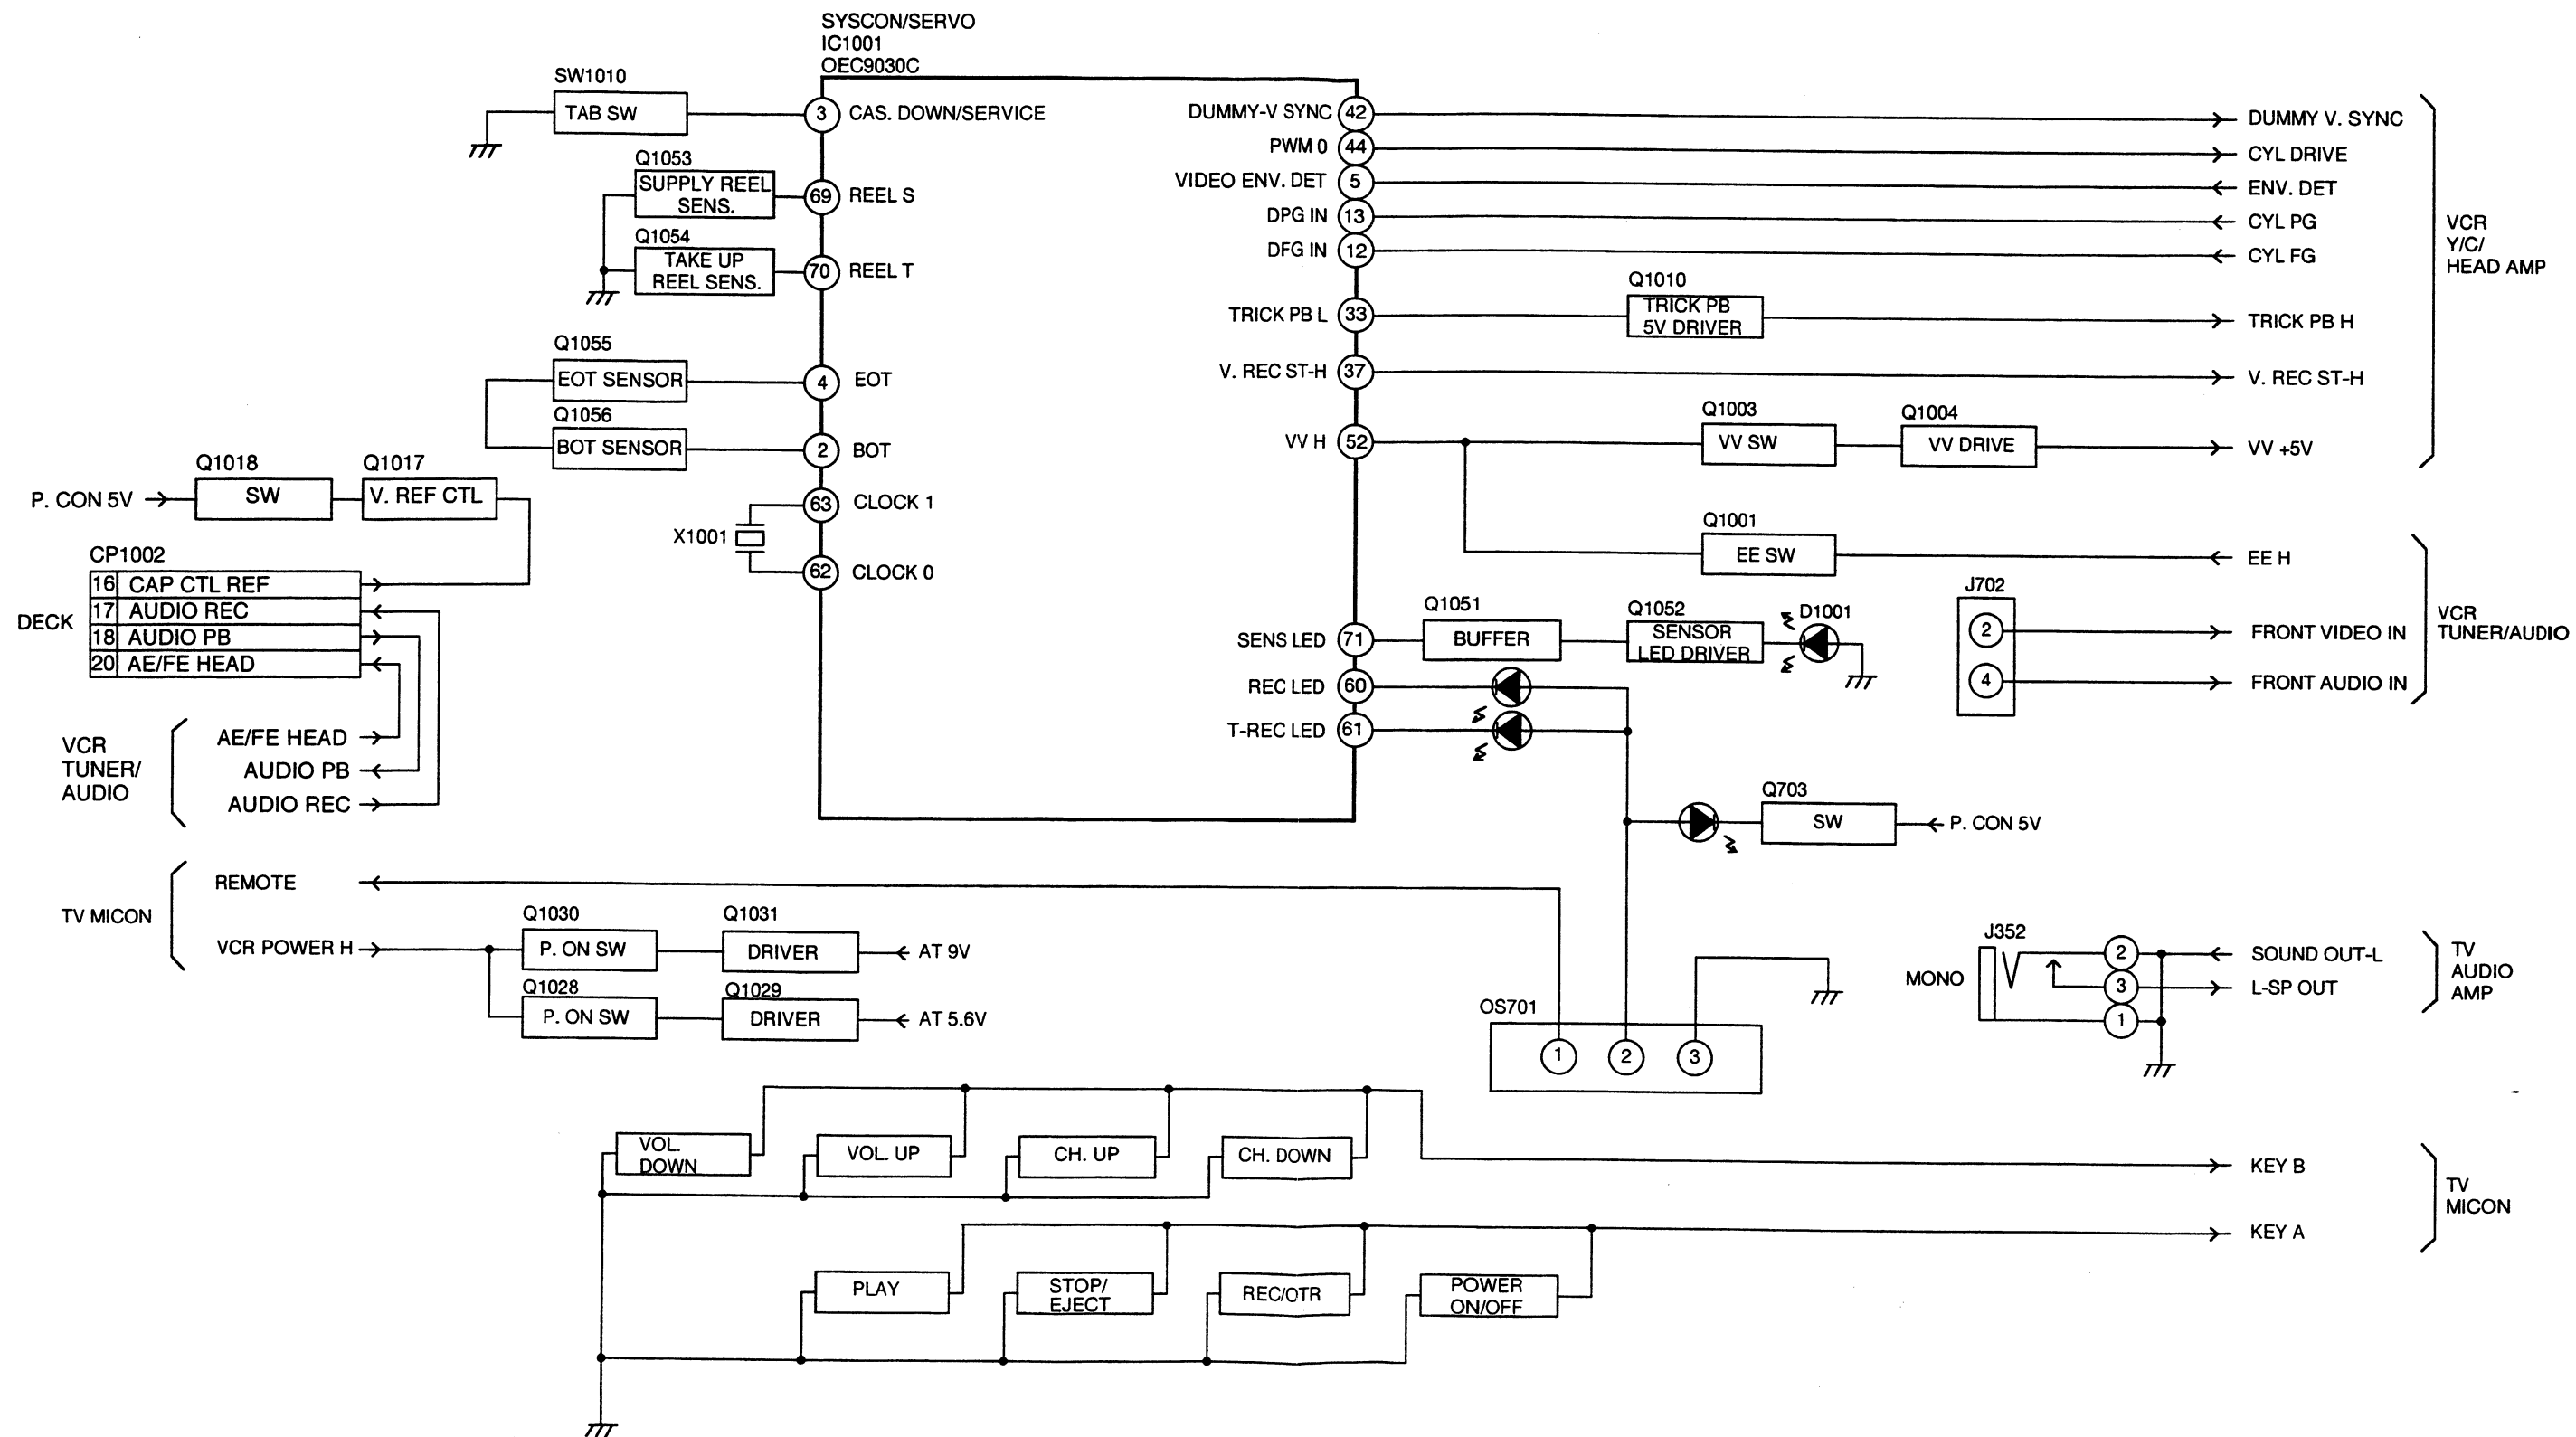 SYSCON/SERVO
IC1001
OEC9030C
SW1010
TAB SW
3
CAS. DOWN/SERVICE
Q1053
SUPPLY REEL
SENS.
69
REEL S
Q1054
TAKE UP
REEL SENS.
70
REEL T
Q1055
EOT SENSOR
4
EOT
Q1056
BOT SENSOR
2
BOT
63
CLOCK 1
X1001
62
CLOCK 0
P. CON 5V
Q1018
SW
Q1017
V. REF CTL
CP1002
DECK
16 CAP CTL REF
17 AUDIO REC
18 AUDIO PB
20 AE/FE HEAD
VCR
TUNER/
AUDIO
AE/FE HEAD
AUDIO PB
AUDIO REC
TV MICON
REMOTE
VCR POWER H
Q1030
P. ON SW
Q1031
DRIVER
AT 9V
Q1028
P. ON SW
Q1029
DRIVER
AT 5.6V
DUMMY-V SYNC
42
DUMMY V. SYNC
PWM 0
44
CYL DRIVE
VIDEO ENV. DET
5
ENV. DET
DPG IN
13
CYL PG
DFG IN
12
CYL FG
TRICK PB L
33
Q1010
TRICK PB
5V DRIVER
TRICK PB H
V. REC ST-H
37
V. REC ST-H
VV H
52
Q1003
VV SW
Q1004
VV DRIVE
VV +5V
VCR
Y/C/
HEAD AMP
Q1001
EE SW
EE H
J702
2
FRONT VIDEO IN
4
FRONT AUDIO IN
VCR
TUNER/AUDIO
SENS LED
71
Q1051
BUFFER
Q1052
SENSOR
LED DRIVER
D1001
REC LED
60
T-REC LED
61
Q703
SW
P. CON 5V
OS701
1
2
3
J352
MONO
2
3
1
SOUND OUT-L
L-SP OUT
TV
AUDIO
AMP
VOL.
DOWN
VOL. UP
CH. UP
CH. DOWN
KEY B
PLAY
STOP/
EJECT
REC/OTR
POWER
ON/OFF
KEY A
TV
MICON